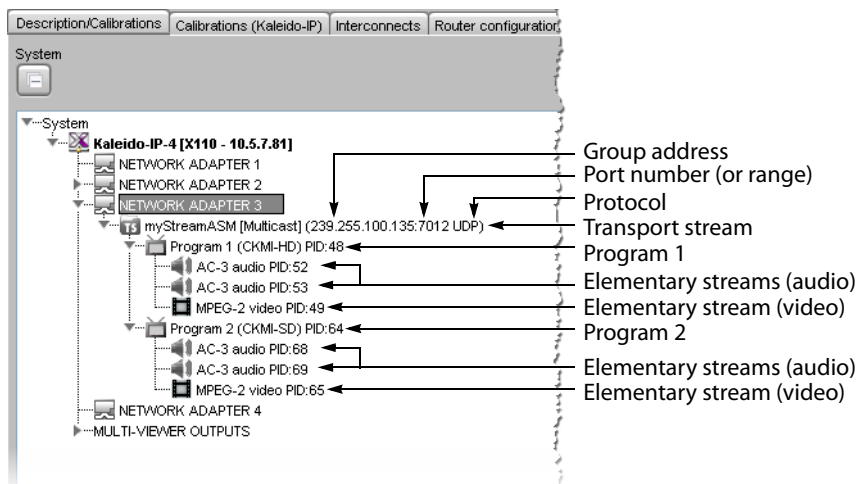 Description/Calibrations Calibrations (Kaleido-IP) Interconnects Router configuration
System
System
Kaleido-IP-4 [X110 - 10.5.7.81]
NETWORK ADAPTER 1
NETWORK ADAPTER 2
NETWORK ADAPTER 3
TS myStreamASM [Multicast] (239.255.100.135:7012 UDP)
Program 1 (CKMI-HD) PID:48
AC-3 audio PID:52
AC-3 audio PID:53
MPEG-2 video PID:49
Program 2 (CKMI-SD) PID:64
AC-3 audio PID:68
AC-3 audio PID:69
MPEG-2 video PID:65
NETWORK ADAPTER 4
MULTI-VIEWER OUTPUTS
Group address
Port number (or range)
Protocol
Transport stream
Program 1
Elementary streams (audio)
Elementary stream (video)
Program 2
Elementary streams (audio)
Elementary stream (video)